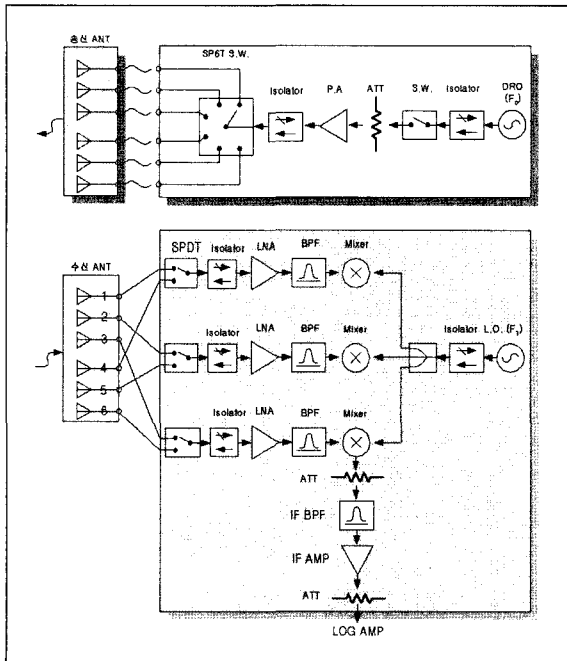 송신 ANT
SP6T S.W.
Isolator
P.A
ATT
S.W.
Isolator
DRO
(F₀)
수신 ANT
1
2
3
4
5
6
SPDT
Isolator
LNA
BPF
Mixer
Isolator
LNA
BPF
Mixer
Isolator
L.O. (F₁)
Isolator
LNA
BPF
Mixer
ATT
IF BPF
IF AMP
ATT
LOG AMP